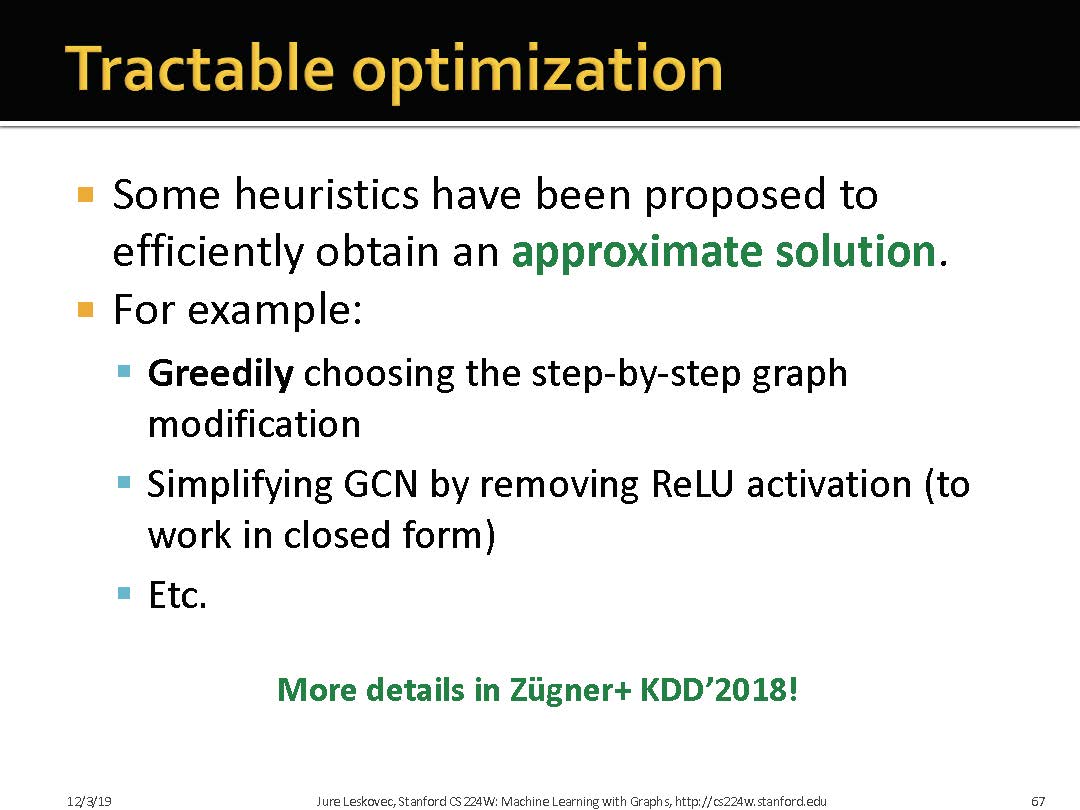 Tractable optimization
Some heuristics have been proposed to
efficiently obtain an approximate solution.
For example:
Greedily choosing the step-by-step graph
modification
Simplifying GCN by removing ReLU activation (to
work in closed form)
Etc.
More details in Zügner+ KDD’2018!
12/3/19
Jure Leskovec, Stanford CS224W: Machine Learning with Graphs, http://cs224w.stanford.edu
67